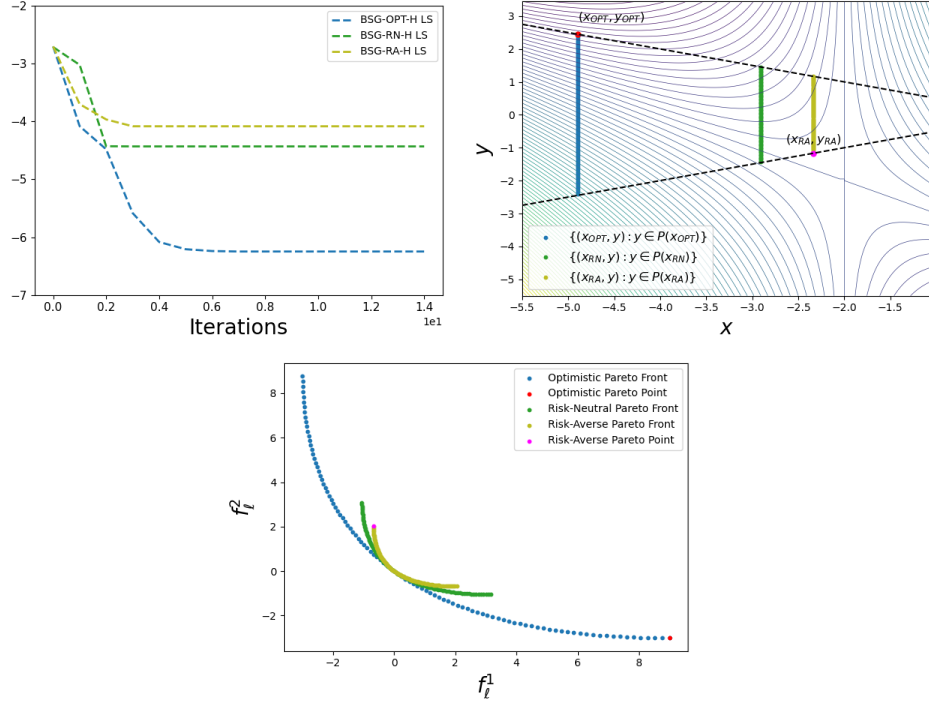 −2
−3
−4
−5
−6
−7
BSG-OPT-H LS
BSG-RN-H LS
BSG-RA-H LS
0.0 0.2 0.4 0.6 0.8 1.0 1.2 1.4
1e1
Iterations
(x_OPT, y_OPT)
3
2
1
0
−1
−2
−3
−4
−5
y
(x_RA, y_RA)
{(x_OPT, y) : y ∈ P(x_OPT)}
{(x_RN, y) : y ∈ P(x_RN)}
{(x_RA, y) : y ∈ P(x_RA)}
−5.5 −5.0 −4.5 −4.0 −3.5 −3.0 −2.5 −2.0 −1.5
x
8
6
4
2
0
−2
f_ℓ^2
Optimistic Pareto Front
Optimistic Pareto Point
Risk-Neutral Pareto Front
Risk-Averse Pareto Front
Risk-Averse Pareto Point
−2 0 2 4 6 8
f_ℓ^1